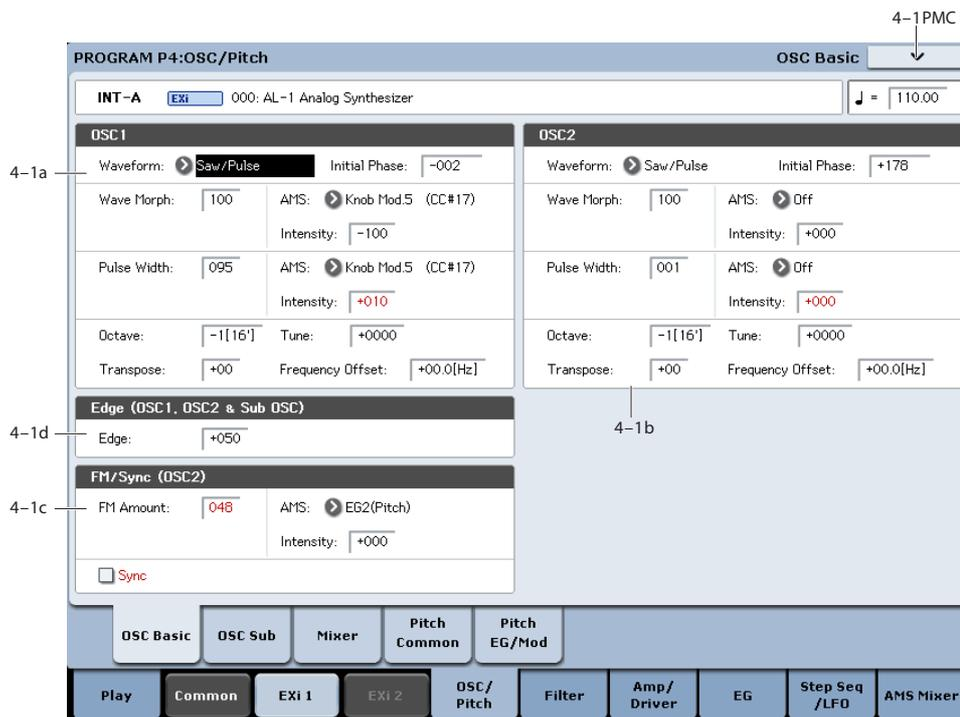 4-1PMC
PROGRAM P4:OSC/Pitch
OSC Basic
INT-A EXi 000: AL-1 Analog Synthesizer
♩ = 110.00
OSC1
4-1a
Waveform: Saw/Pulse Initial Phase: -002
Wave Morph: 100 AMS: Knob Mod.5 (CC#17)
Intensity: -100
Pulse Width: 095 AMS: Knob Mod.5 (CC#17)
Intensity: +010
Octave: -1[16'] Tune: +0000
Transpose: +00 Frequency Offset: +00.0[Hz]
OSC2
Waveform: Saw/Pulse Initial Phase: +178
Wave Morph: 100 AMS: Off
Intensity: +000
Pulse Width: 001 AMS: Off
Intensity: +000
Octave: -1[16'] Tune: +0000
Transpose: +00 Frequency Offset: +00.0[Hz]
4-1b
Edge (OSC1, OSC2 & Sub OSC)
4-1d
Edge: +050
FM/Sync (OSC2)
4-1c
FM Amount: 048 AMS: EG2(Pitch)
Intensity: +000
Sync
OSC Basic
OSC Sub
Mixer
Pitch
Common
Pitch
EG/Mod
Play
Common
EXi 1
EXi 2
OSC/
Pitch
Filter
Amp/
Driver
EG
Step Seq
/LFO
AMS Mixer